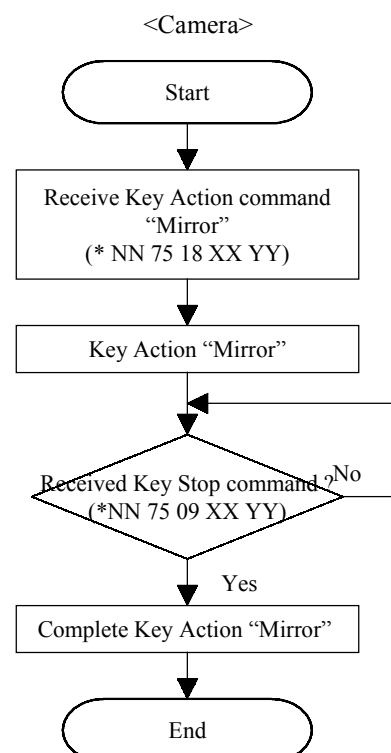 <Camera>
Start
Receive Key Action command
“Mirror”
(* NN 75 18 XX YY)
Key Action “Mirror”
Received Key Stop command ?
(*NN 75 09 XX YY)
No
Yes
Complete Key Action “Mirror”
End